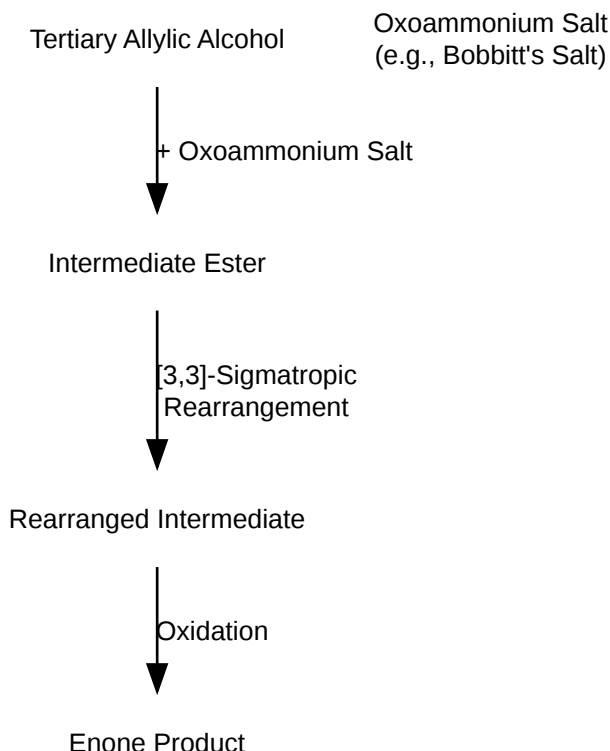 Tertiary Allylic Alcohol
Oxoammonium Salt
(e.g., Bobbitt's Salt)
+ Oxoammonium Salt
Intermediate Ester
[3,3]-Sigmatropic
Rearrangement
Rearranged Intermediate
Oxidation
Enone Product